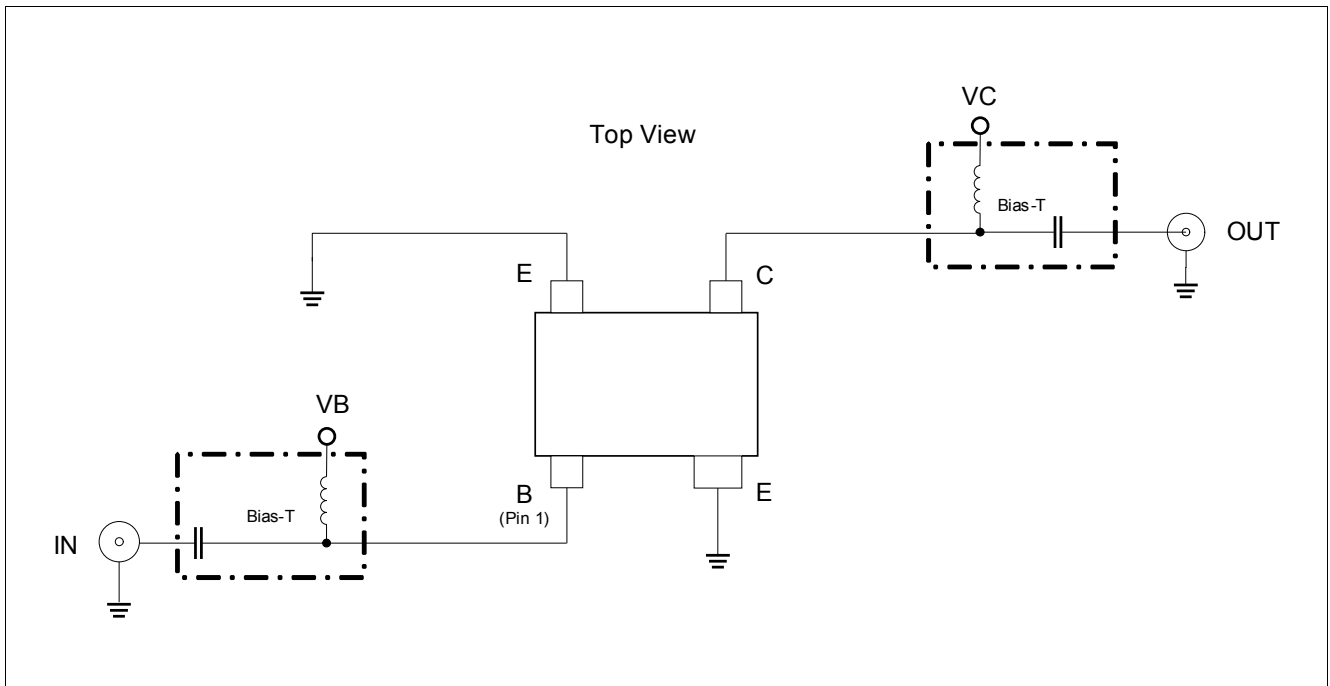 VC
Top View
Bias-T
OUT
E
C
VB
B
E
(Pin 1)
Bias-T
IN